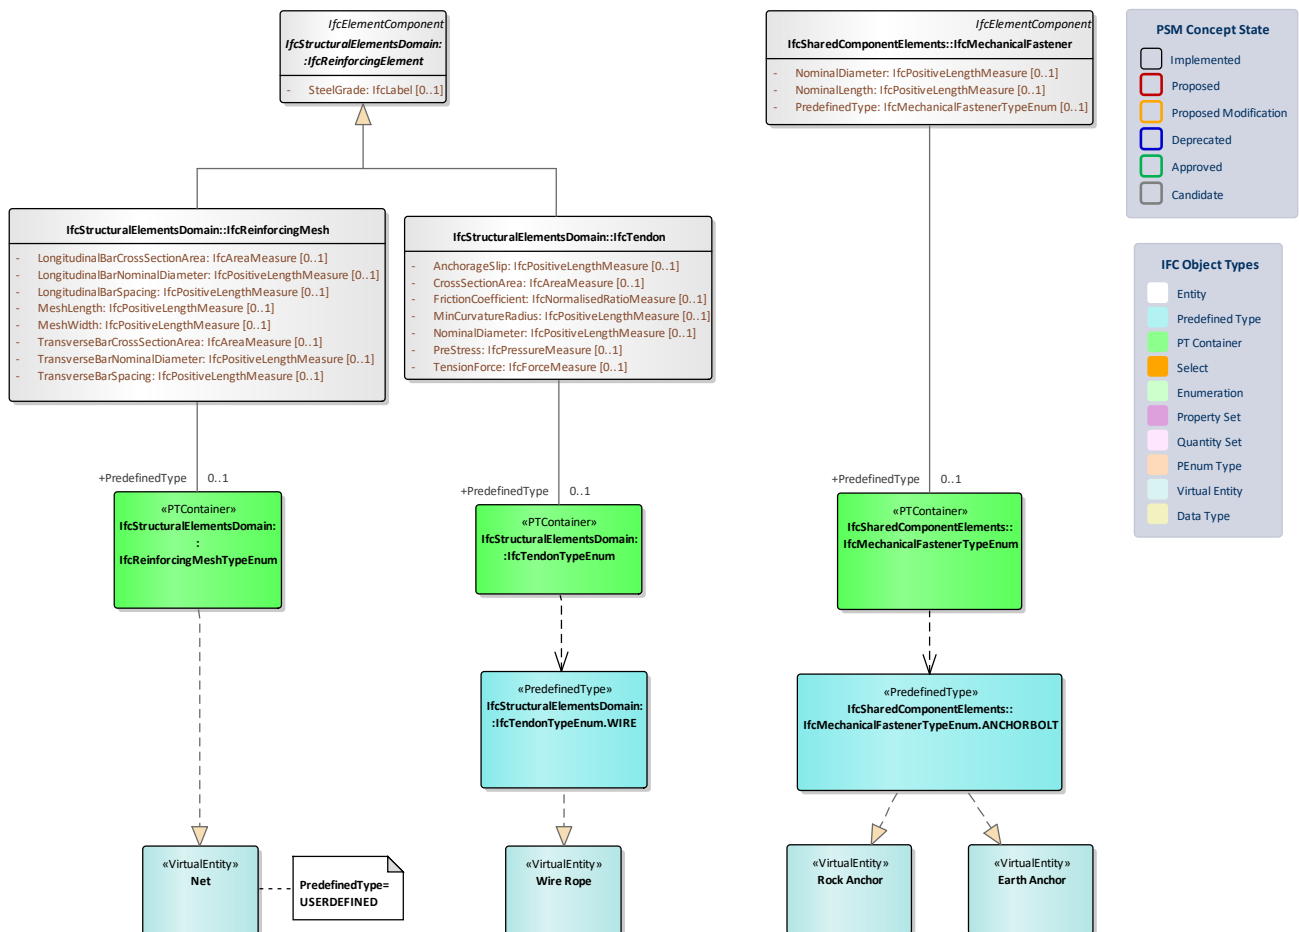 IfcElementComponent
IfcStructuralElementsDomain:
:IfcReinforcingElement
- SteelGrade: IfcLabel [0..1]
IfcElementComponent
IfcSharedComponentElements::IfcMechanicalFastener
- NominalDiameter: IfcPositiveLengthMeasure [0..1]
- NominalLength: IfcPositiveLengthMeasure [0..1]
- PredefinedType: IfcMechanicalFastenerTypeEnum [0..1]
PSM Concept State
Implemented
Proposed
Proposed Modification
Deprecated
Approved
Candidate
IfcStructuralElementsDomain::IfcReinforcingMesh
- LongitudinalBarCrossSectionArea: IfcAreaMeasure [0..1]
- LongitudinalBarNominalDiameter: IfcPositiveLengthMeasure [0..1]
- LongitudinalBarSpacing: IfcPositiveLengthMeasure [0..1]
- MeshLength: IfcPositiveLengthMeasure [0..1]
- MeshWidth: IfcPositiveLengthMeasure [0..1]
- TransverseBarCrossSectionArea: IfcAreaMeasure [0..1]
- TransverseBarNominalDiameter: IfcPositiveLengthMeasure [0..1]
- TransverseBarSpacing: IfcPositiveLengthMeasure [0..1]
IfcStructuralElementsDomain::IfcTendon
- AnchorageSlip: IfcPositiveLengthMeasure [0..1]
- CrossSectionArea: IfcAreaMeasure [0..1]
- FrictionCoefficient: IfcNormalisedRatioMeasure [0..1]
- MinCurvatureRadius: IfcPositiveLengthMeasure [0..1]
- NominalDiameter: IfcPositiveLengthMeasure [0..1]
- PreStress: IfcPressureMeasure [0..1]
- TensionForce: IfcForceMeasure [0..1]
IFC Object Types
Entity
Predefined Type
PT Container
Select
Enumeration
Property Set
Quantity Set
PEnum Type
Virtual Entity
Data Type
+PredefinedType 0..1
+PredefinedType 0..1
+PredefinedType 0..1
«PTContainer»
IfcStructuralElementsDomain:
:
IfcReinforcingMeshTypeEnum
«PTContainer»
IfcStructuralElementsDomain:
:IfcTendonTypeEnum
«PTContainer»
IfcSharedComponentElements::
IfcMechanicalFastenerTypeEnum
«PredefinedType»
IfcStructuralElementsDomain:
:IfcTendonTypeEnum.WIRE
«PredefinedType»
IfcSharedComponentElements::
IfcMechanicalFastenerTypeEnum.ANCHORBOLT
«VirtualEntity»
Net
PredefinedType=
USERDEFINED
«VirtualEntity»
Wire Rope
«VirtualEntity»
Rock Anchor
«VirtualEntity»
Earth Anchor